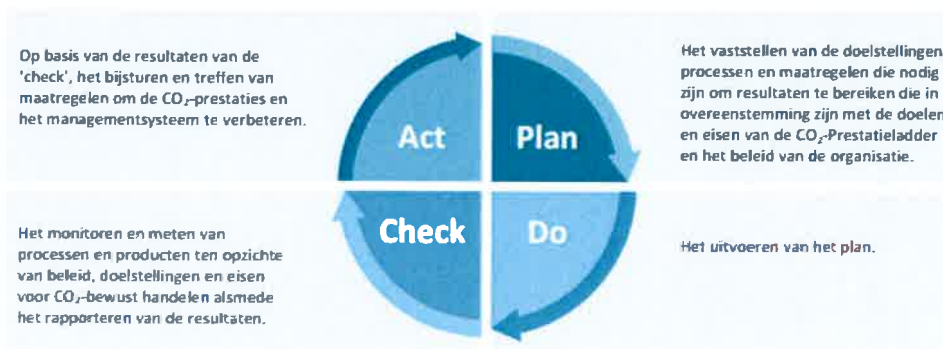 Op basis van de resultaten van de
'check', het bijsturen en treffen van
maatregelen om de CO₂-prestaties en
het managementsysteem te verbeteren.
Act
Plan
Het vaststellen van de doelstellingen
processen en maatregelen die nodig
zijn om resultaten te bereiken die in
overeenstemming zijn met de doelen
en eisen van de CO₂-Prestatieladder
en het beleid van de organisatie.
Het monitoren en meten van
processen en producten ten opzichte
van beleid, doelstellingen en eisen
voor CO₂-bewust handelen alsmede
het rapporteren van de resultaten.
Check
Do
Het uitvoeren van het plan.